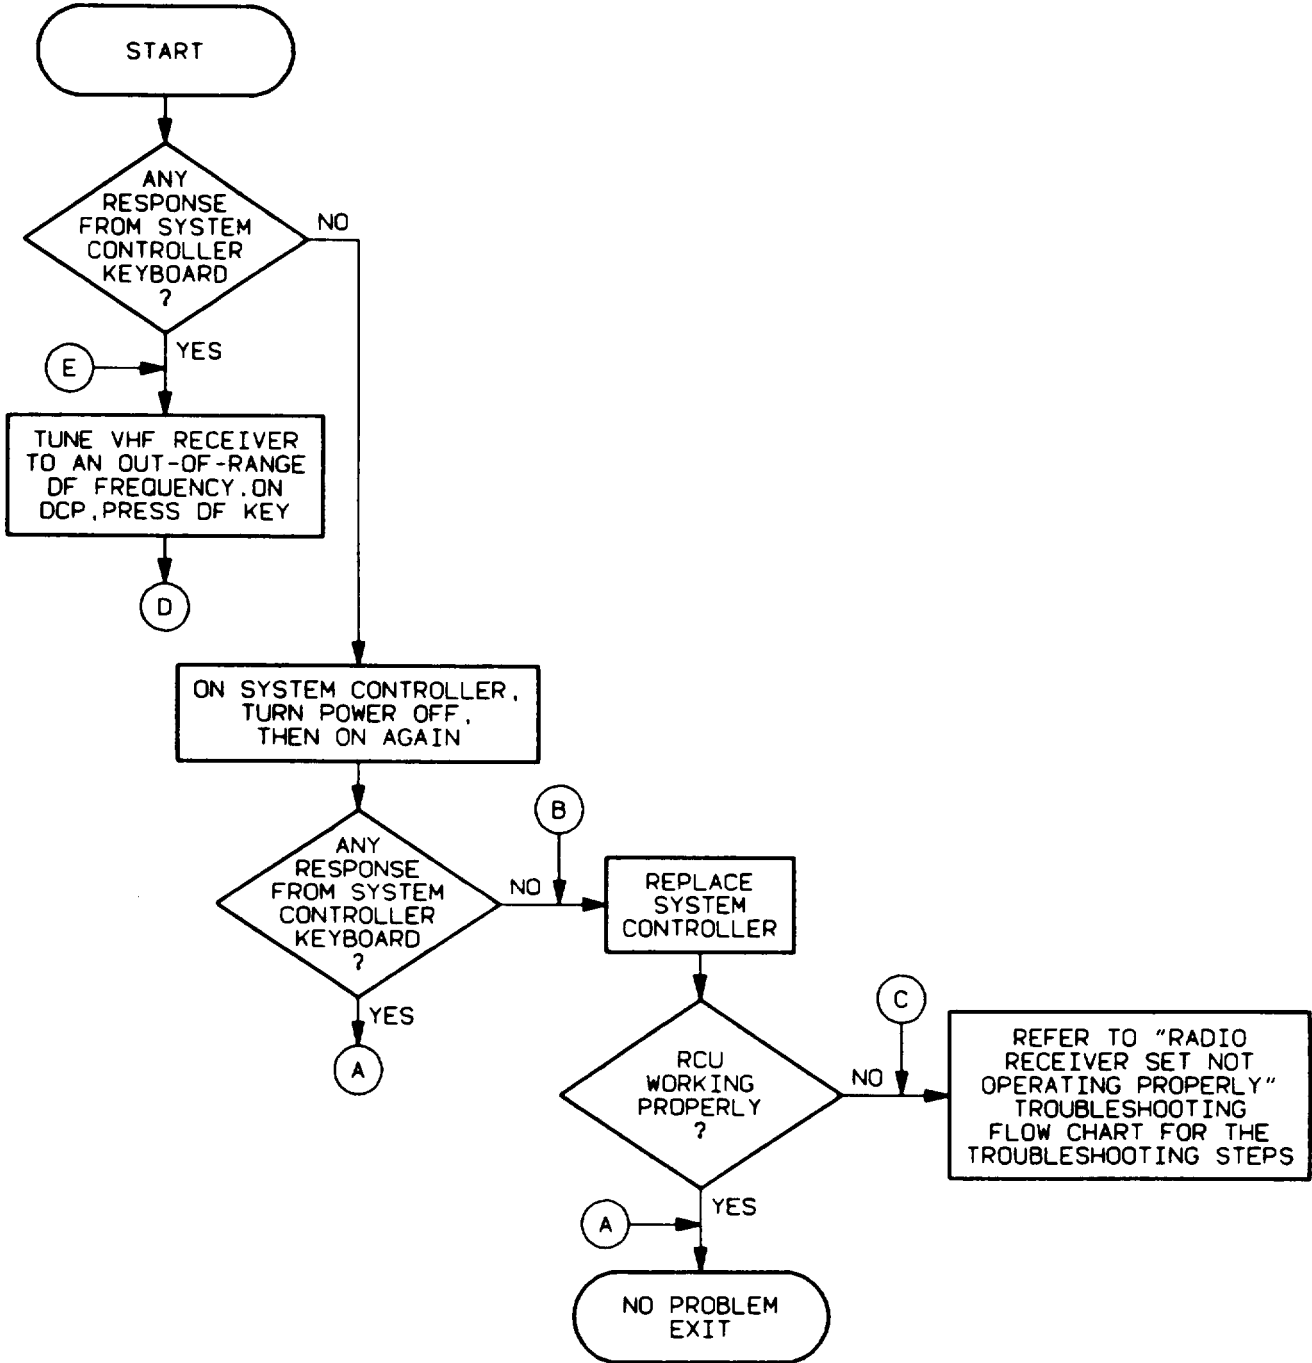 START
ANY
RESPONSE
FROM SYSTEM
CONTROLLER
KEYBOARD
?
NO
YES
E
TUNE VHF RECEIVER
TO AN OUT-OF-RANGE
DF FREQUENCY.ON
DCP,PRESS DF KEY
D
ON SYSTEM CONTROLLER,
TURN POWER OFF,
THEN ON AGAIN
ANY
RESPONSE
FROM SYSTEM
CONTROLLER
KEYBOARD
?
NO
B
YES
A
REPLACE
SYSTEM
CONTROLLER
RCU
WORKING
PROPERLY
?
NO
C
REFER TO "RADIO
RECEIVER SET NOT
OPERATING PROPERLY"
TROUBLESHOOTING
FLOW CHART FOR THE
TROUBLESHOOTING STEPS
YES
A
NO PROBLEM
EXIT